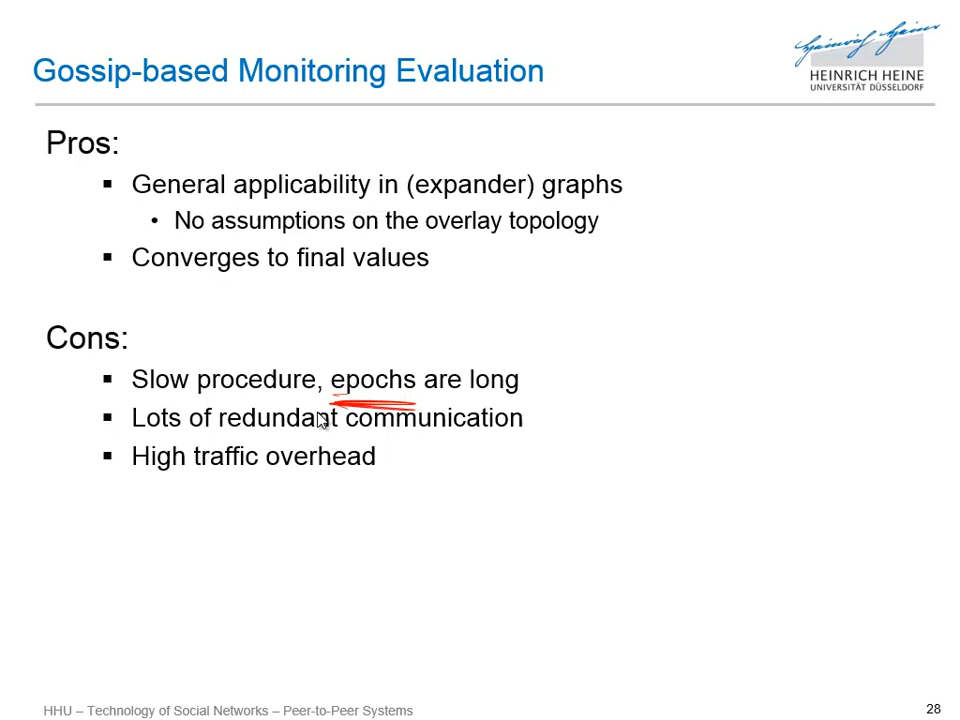 Heinrich Heine
HEINRICH HEINE
UNIVERSITÄT DÜSSELDORF
Gossip-based Monitoring Evaluation
Pros:
▪ General applicability in (expander) graphs
• No assumptions on the overlay topology
▪ Converges to final values
Cons:
▪ Slow procedure, epochs are long
▪ Lots of redundant communication
▪ High traffic overhead
HHU – Technology of Social Networks – Peer-to-Peer Systems
28